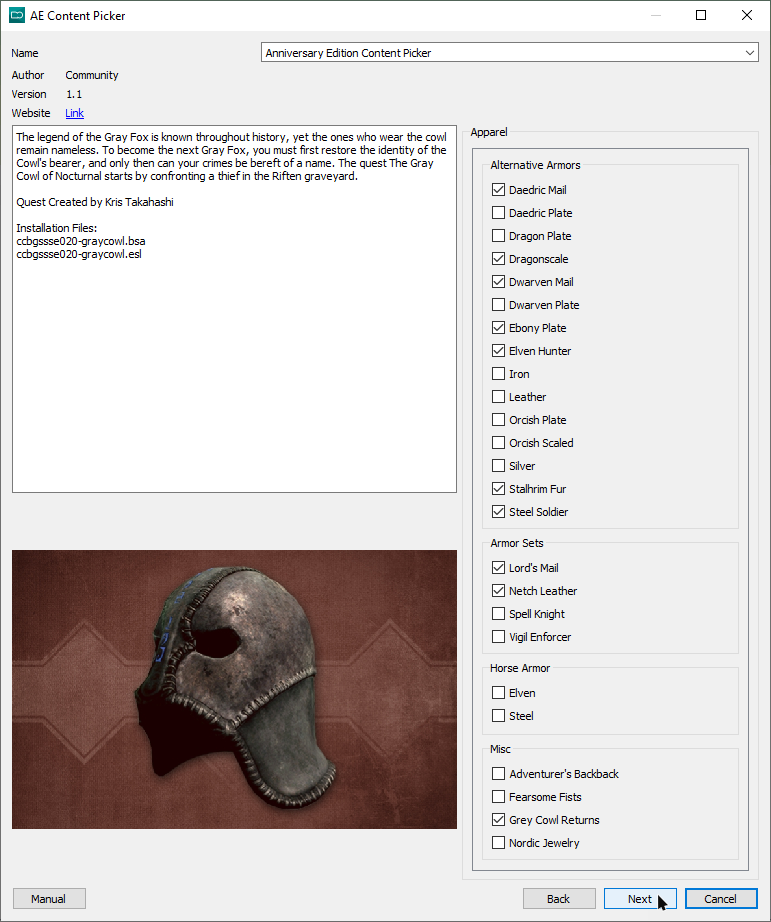 AE Content Picker
Name
Anniversary Edition Content Picker
Author Community
Version 1.1
Website Link
The legend of the Gray Fox is known throughout history, yet the ones who wear the cowl
remain nameless. To become the next Gray Fox, you must first restore the identity of the
Cowl's bearer, and only then can your crimes be bereft of a name. The quest The Gray
Cowl of Nocturnal starts by confronting a thief in the Riften graveyard.
Quest Created by Kris Takahashi
Installation Files:
ccbgssse020-graycowl.bsa
ccbgssse020-graycowl.esl
Apparel
Alternative Armors
Daedric Mail
Daedric Plate
Dragon Plate
Dragonscale
Dwarven Mail
Dwarven Plate
Ebony Plate
Elven Hunter
Iron
Leather
Orcish Plate
Orcish Scaled
Silver
Stalhrim Fur
Steel Soldier
Armor Sets
Lord's Mail
Netch Leather
Spell Knight
Vigil Enforcer
Horse Armor
Elven
Steel
Misc
Adventurer's Backback
Fearsome Fists
Grey Cowl Returns
Nordic Jewelry
Manual
Back
Next
Cancel